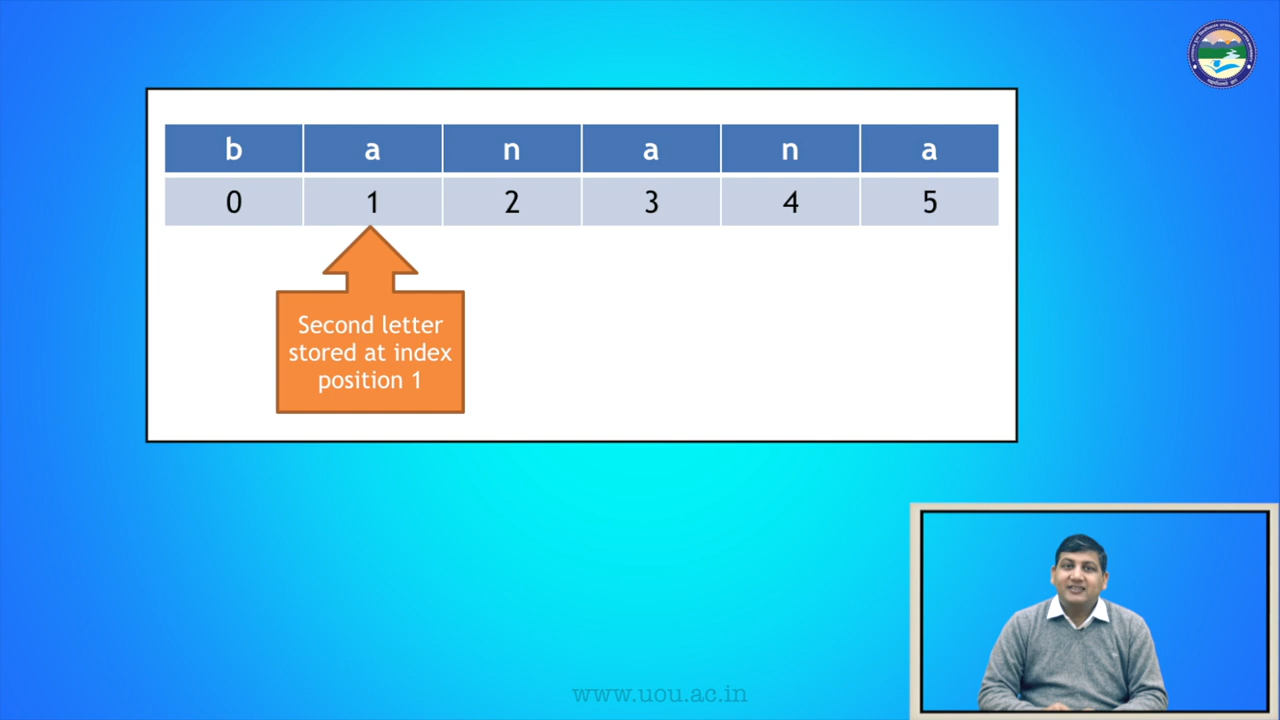 b a n a n a
0 1 2 3 4 5
Second letter
stored at index
position 1
www.uou.ac.in